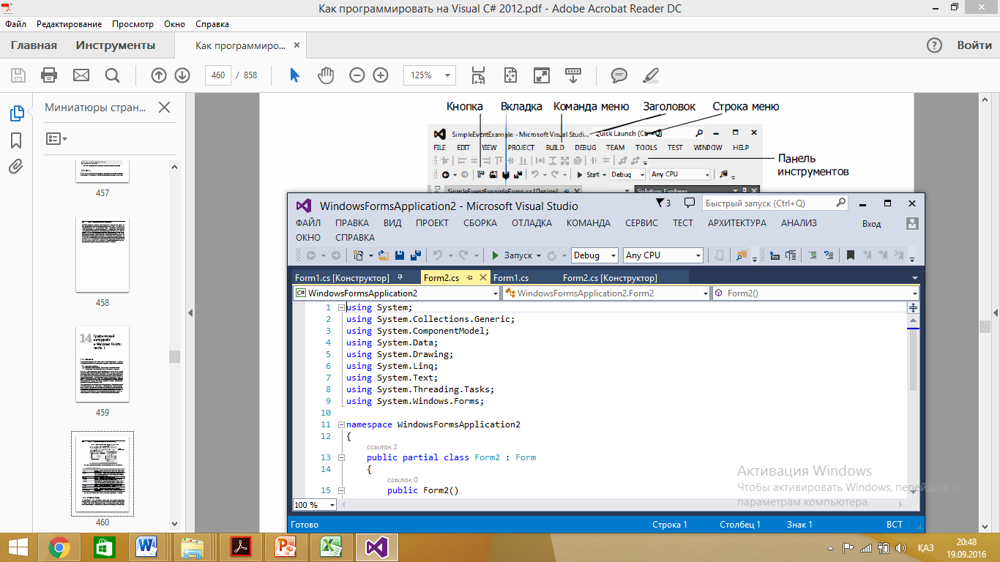 Как программировать на Visual C# 2012.pdf - Adobe Acrobat Reader DC
Файл Редактирование Просмотр Окно Справка
Главная Инструменты Как программиро... × Войти
460 / 858 125%
Миниатюры стран...
457
458
14 Графический интерфейс и Windows Forms: часть 1
459
460
Кнопка Вкладка Команда меню Заголовок Строка меню
SimpleEventExample - Microsoft Visual Studi... Quick Launch (Ctrl+Q)
FILE EDIT VIEW PROJECT BUILD DEBUG TEAM TOOLS TEST WINDOW HELP
Панель
инструментов
Start Debug Any CPU
SimpleEventExampleForm.cs [Design] Solution Explorer
WindowsFormsApplication2 - Microsoft Visual Studio 3 Быстрый запуск (Ctrl+Q)
ФАЙЛ ПРАВКА ВИД ПРОЕКТ СБОРКА ОТЛАДКА КОМАНДА СЕРВИС ТЕСТ АРХИТЕКТУРА АНАЛИЗ Вход
ОКНО СПРАВКА
Запуск Debug Any CPU
Form1.cs [Конструктор] Form2.cs Form1.cs Form2.cs [Конструктор]
C# WindowsFormsApplication2 WindowsFormsApplication2.Form2 Form2()
1 using System;
2 using System.Collections.Generic;
3 using System.ComponentModel;
4 using System.Data;
5 using System.Drawing;
6 using System.Linq;
7 using System.Text;
8 using System.Threading.Tasks;
9 using System.Windows.Forms;
10
11 namespace WindowsFormsApplication2
12 {
ссылок 2
13 public partial class Form2 : Form
14 {
ссылок 0
15 public Form2()
Активация Windows
Чтобы активировать Windows, перейдите к
параметрам компьютера.
100 %
Готово Строка 1 Столбец 1 Знак 1 ВСТ
ҚАЗ 20:48
19.09.2016